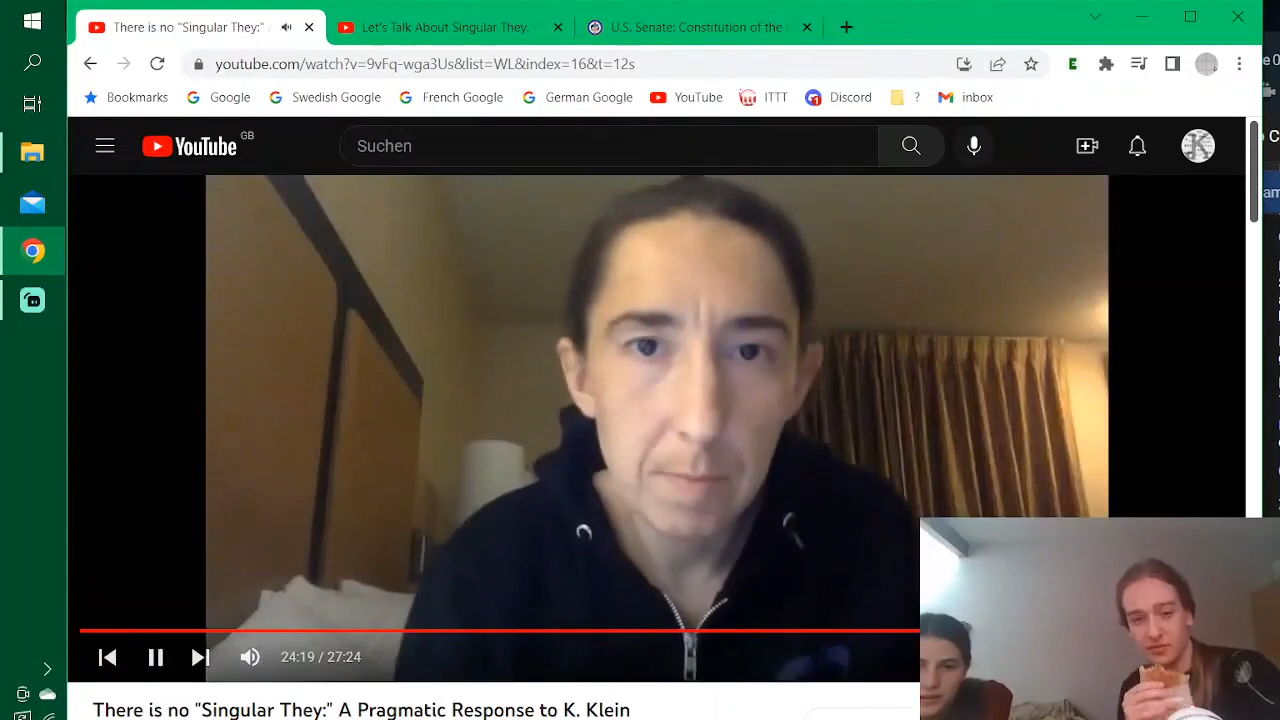 There is no "Singular They:"
Let's Talk About Singular They.
U.S. Senate: Constitution of the
youtube.com/watch?v=9vFq-wga3Us&list=WL&index=16&t=12s
Bookmarks Google Swedish Google French Google German Google YouTube ITTT Discord ? inbox
YouTube GB
Suchen
K
24:19 / 27:24
There is no "Singular They:" A Pragmatic Response to K. Klein